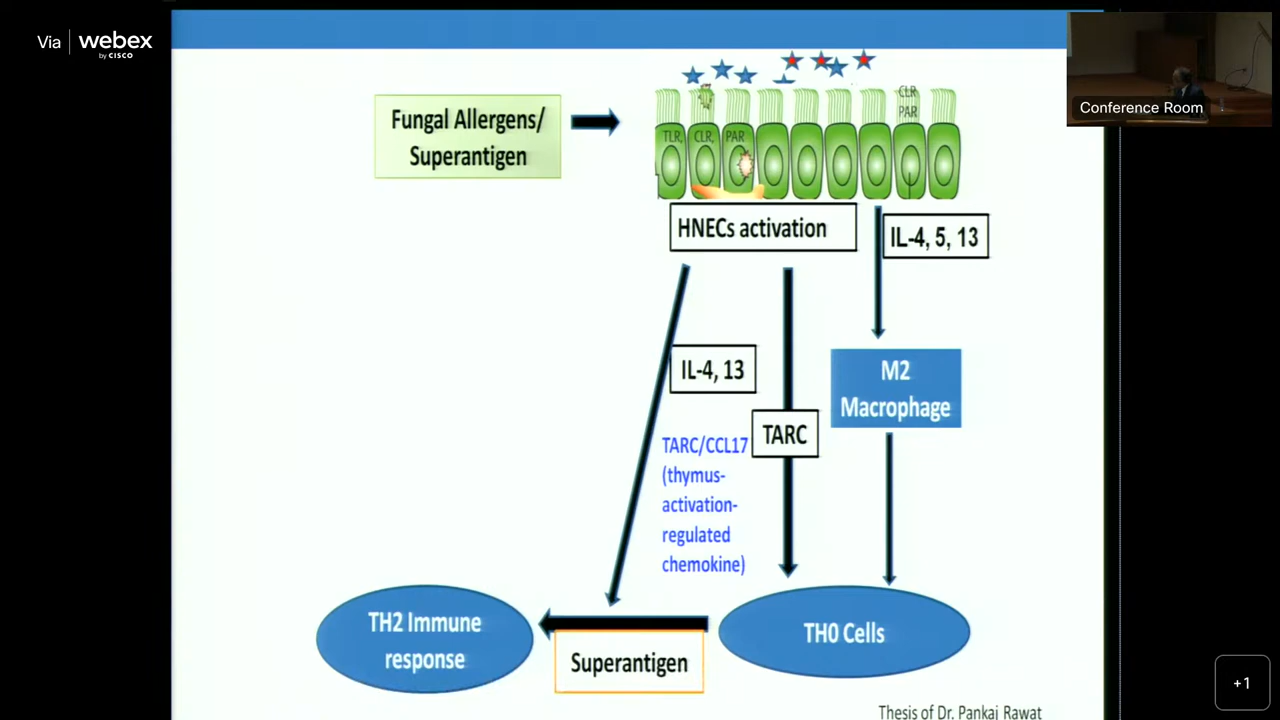 Via webex
by CISCO
Conference Room
Fungal Allergens/
Superantigen
CLR
PAR
TLR, CLR, PAR
HNECs activation
IL-4, 5, 13
IL-4, 13
M2
Macrophage
TARC
TARC/CCL17
(thymus-
activation-
regulated
chemokine)
TH2 Immune
response
Superantigen
TH0 Cells
+1
Thesis of Dr. Pankaj Rawat